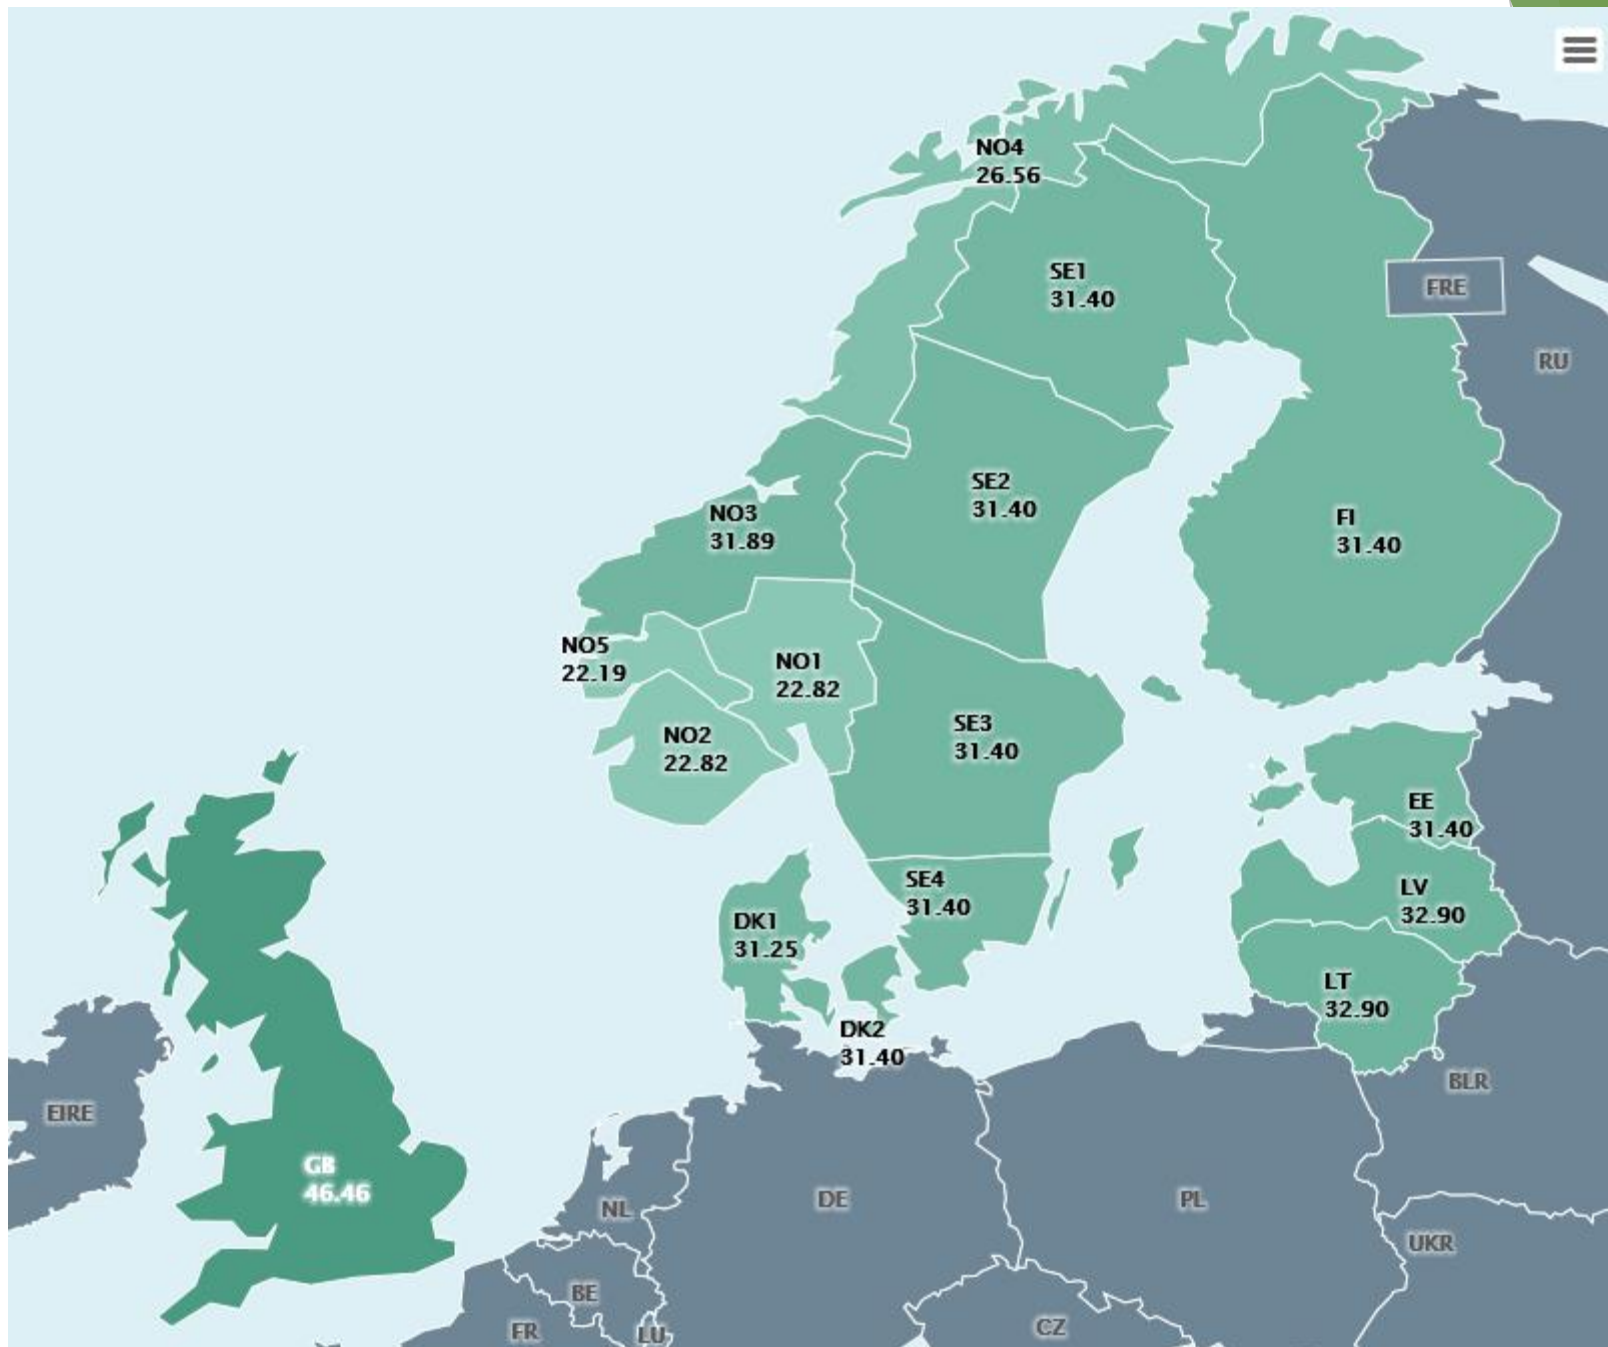 NO4
26.56
SE1
31.40
FRE
RU
SE2
31.40
NO3
31.89
FI
31.40
NO5
22.19
NO1
22.82
NO2
22.82
SE3
31.40
EE
31.40
SE4
31.40
LV
32.90
DK1
31.25
LT
32.90
DK2
31.40
BLR
EIRE
GB
46.46
NL
DE
PL
UKR
BE
FR
LU
CZ